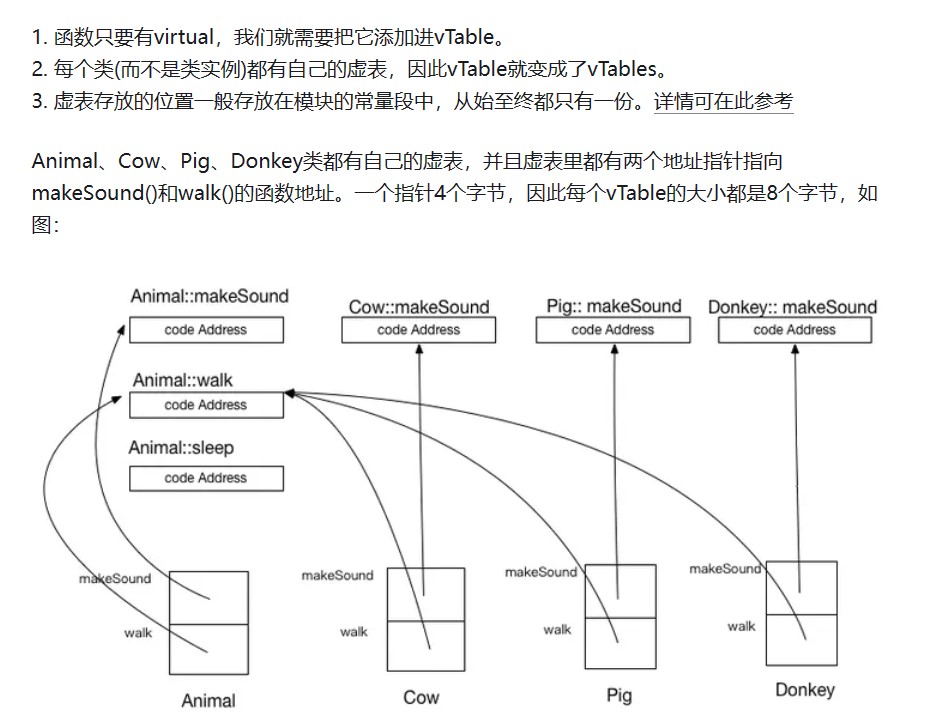 1. 函数只要有virtual，我们就需要把它添加进vTable。
2. 每个类(而不是类实例)都有自己的虚表，因此vTable就变成了vTables。
3. 虚表存放的位置一般存放在模块的常量段中，从始至终都只有一份。详情可在此参考
Animal、Cow、Pig、Donkey类都有自己的虚表，并且虚表里都有两个地址指针指向
makeSound()和walk()的函数地址。一个指针4个字节，因此每个vTable的大小都是8个字节，如
图：
Animal::makeSound
Cow::makeSound
Pig:: makeSound
Donkey:: makeSound
code Address
code Address
code Address
code Address
Animal::walk
code Address
Animal::sleep
code Address
makeSound
makeSound
makeSound
makeSound
walk
walk
walk
walk
Animal
Cow
Pig
Donkey